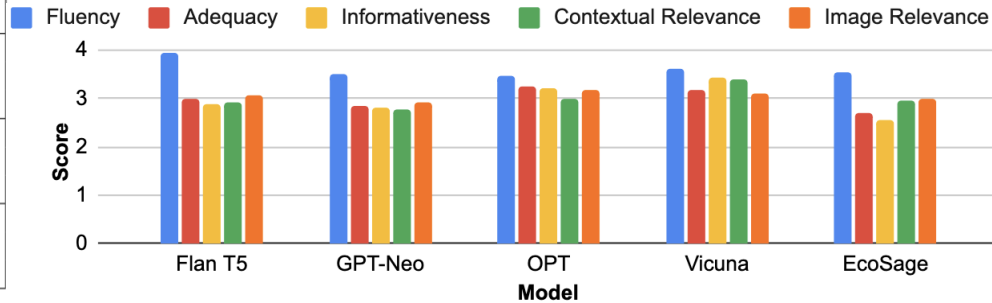 Fluency Adequacy Informativeness Contextual Relevance Image Relevance
4
3
2
1
0
Score
Flan T5 GPT-Neo OPT Vicuna EcoSage
Model